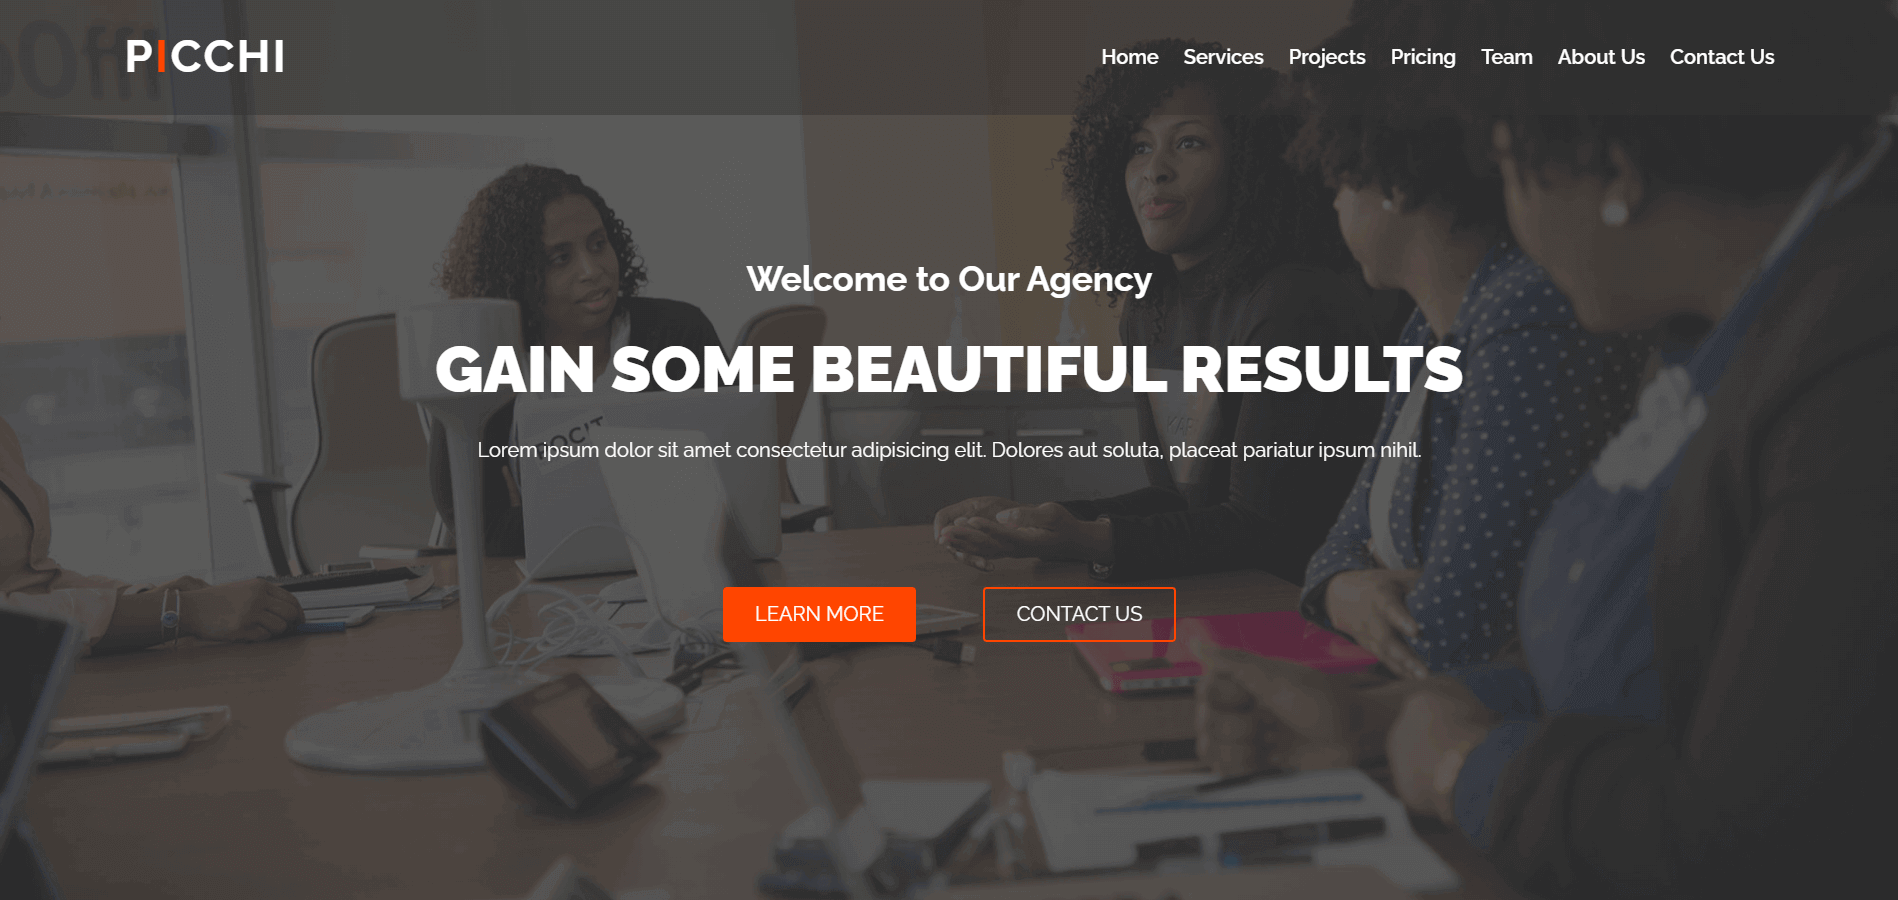 PICCHI
Home Services Projects Pricing Team About Us Contact Us
Welcome to Our Agency
GAIN SOME BEAUTIFUL RESULTS
Lorem ipsum dolor sit amet consectetur adipisicing elit. Dolores aut soluta, placeat pariatur ipsum nihil.
LEARN MORE
CONTACT US